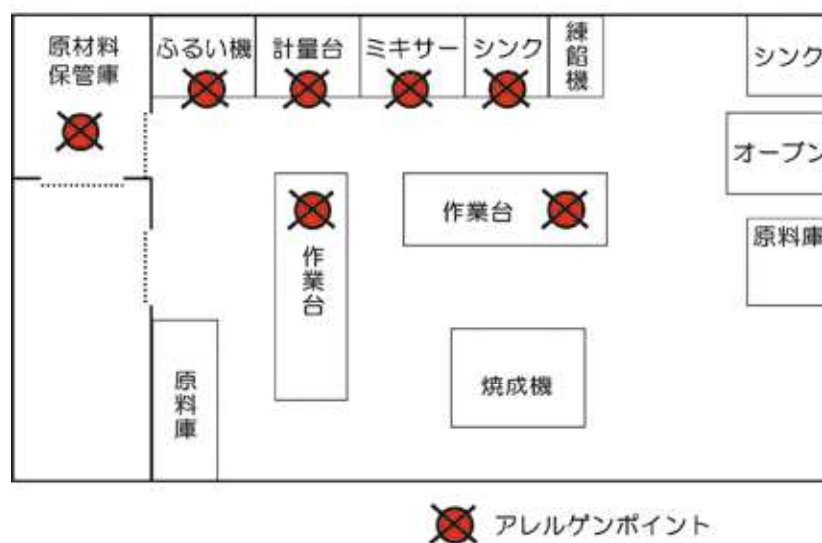 原材料
保管庫
ふるい機
計量台
ミキサー
シンク
練餡機
シンク
オーブン
作業台
作業台
原料庫
焼成機
原料庫
アレルゲンポイント